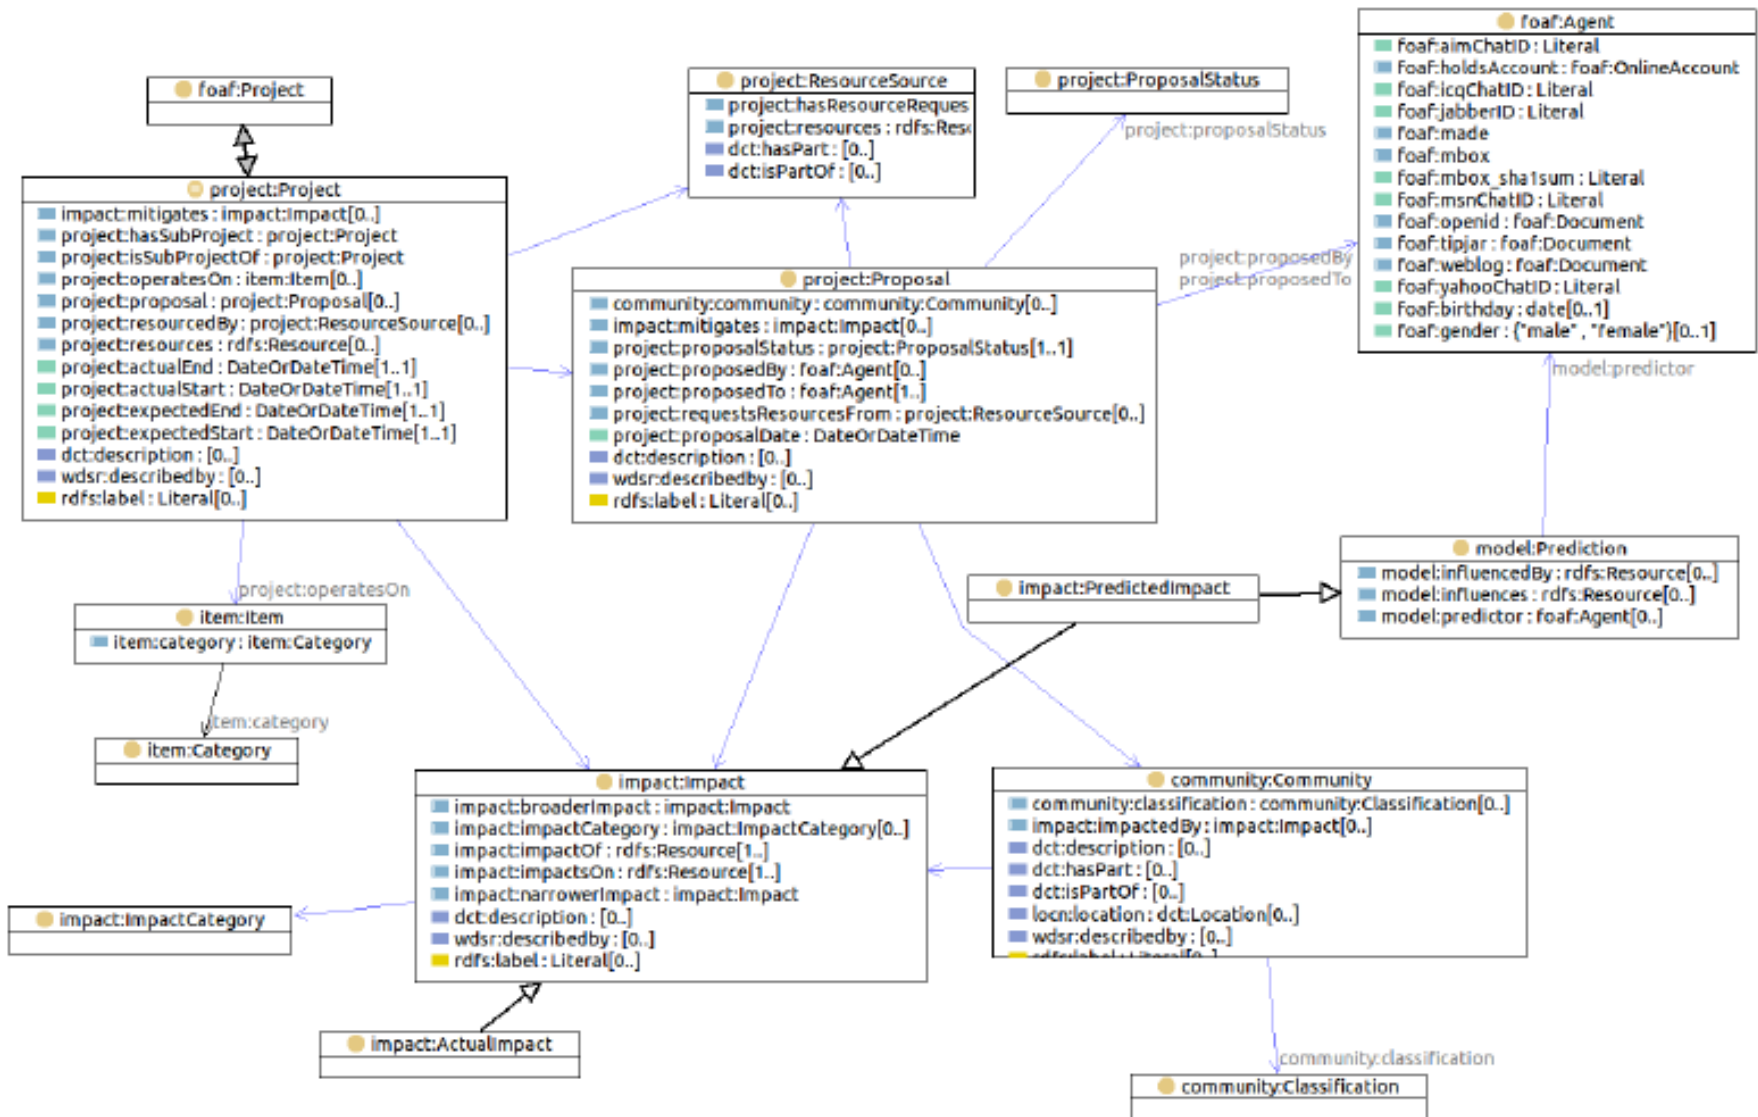 foaf:Project
project:Project
impact:mitigates : impact:Impact[0..]
project:hasSubProject : project:Project
project:isSubProjectOf : project:Project
project:operatesOn : item:Item[0..]
project:proposal : project:Proposal[0..]
project:resourcedBy : project:ResourceSource[0..]
project:resources : rdfs:Resource[0..]
project:actualEnd : DateOrDateTime[1..1]
project:actualStart : DateOrDateTime[1..1]
project:expectedEnd : DateOrDateTime[1..1]
project:expectedStart : DateOrDateTime[1..1]
dct:description : [0..]
wdsr:describedby : [0..]
rdfs:label : Literal[0..]
project:ResourceSource
project:hasResourceReques
project:resources : rdfs:Res
dct:hasPart : [0..]
dct:isPartOf : [0..]
project:ProposalStatus
project:proposalStatus
foaf:Agent
foaf:aimChatID : Literal
foaf:holdsAccount : foaf:OnlineAccount
foaf:icqChatID : Literal
foaf:jabberID : Literal
foaf:made
foaf:mbox
foaf:mbox_sha1sum : Literal
foaf:msnChatID : Literal
foaf:openid : foaf:Document
foaf:tipjar : foaf:Document
foaf:weblog : foaf:Document
foaf:yahooChatID : Literal
foaf:birthday : date[0..1]
foaf:gender : {"male" , "female"}[0..1]
project:proposedBy
project:proposedTo
project:Proposal
community:community : community:Community[0..]
impact:mitigates : impact:Impact[0..]
project:proposalStatus : project:ProposalStatus[1..1]
project:proposedBy : foaf:Agent[0..]
project:proposedTo : foaf:Agent[1..]
project:requestsResourcesFrom : project:ResourceSource[0..]
project:proposalDate : DateOrDateTime
dct:description : [0..]
wdsr:describedby : [0..]
rdfs:label : Literal[0..]
model:predictor
model:Prediction
model:influencedBy : rdfs:Resource[0..]
model:influences : rdfs:Resource[0..]
model:predictor : foaf:Agent[0..]
impact:PredictedImpact
project:operatesOn
item:Item
item:category : item:Category
item:category
item:Category
impact:Impact
impact:broaderImpact : impact:Impact
impact:impactCategory : impact:ImpactCategory[0..]
impact:impactOf : rdfs:Resource[1..]
impact:impactsOn : rdfs:Resource[1..]
impact:narrowerImpact : impact:Impact
dct:description : [0..]
wdsr:describedby : [0..]
rdfs:label : Literal[0..]
community:Community
community:classification : community:Classification[0..]
impact:impactedBy : impact:Impact[0..]
dct:description : [0..]
dct:hasPart : [0..]
dct:isPartOf : [0..]
locn:location : dct:Location[0..]
wdsr:describedby : [0..]
rdfs:label : Literal[0..]
impact:ImpactCategory
impact:ActualImpact
community:classification
community:Classification